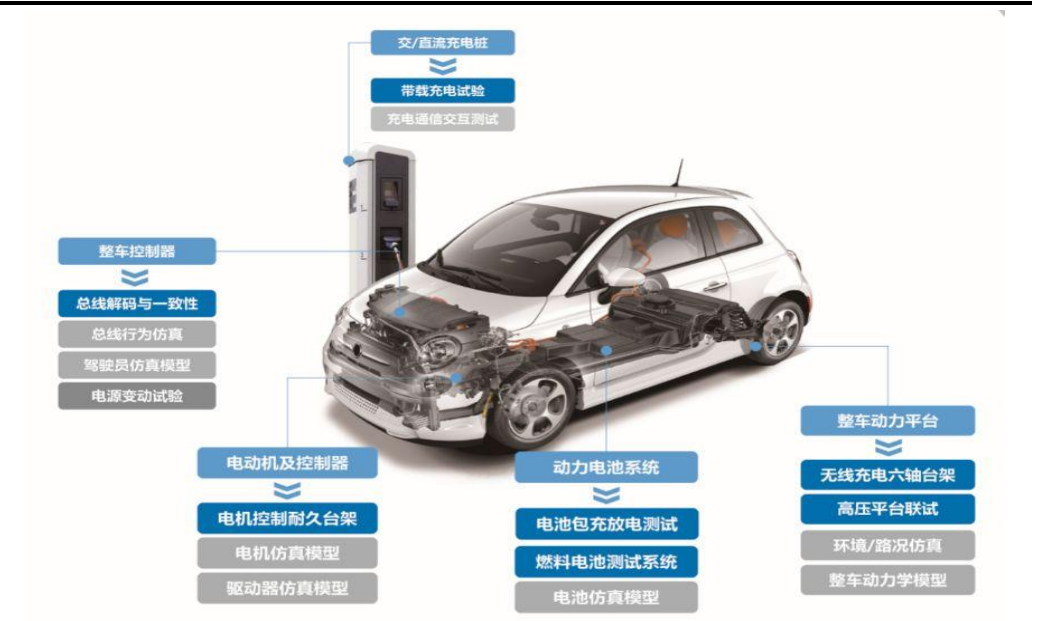 交/直流充电桩
带载充电试验
充电通信交互测试
整车控制器
总线解码与一致性
总线行为仿真
驾驶员仿真模型
电源变动试验
电动机及控制器
电机控制耐久台架
电机仿真模型
驱动器仿真模型
动力电池系统
电池包充放电测试
燃料电池测试系统
电池仿真模型
整车动力平台
无线充电六轴台架
高压平台联试
环境/路况仿真
整车动力学模型